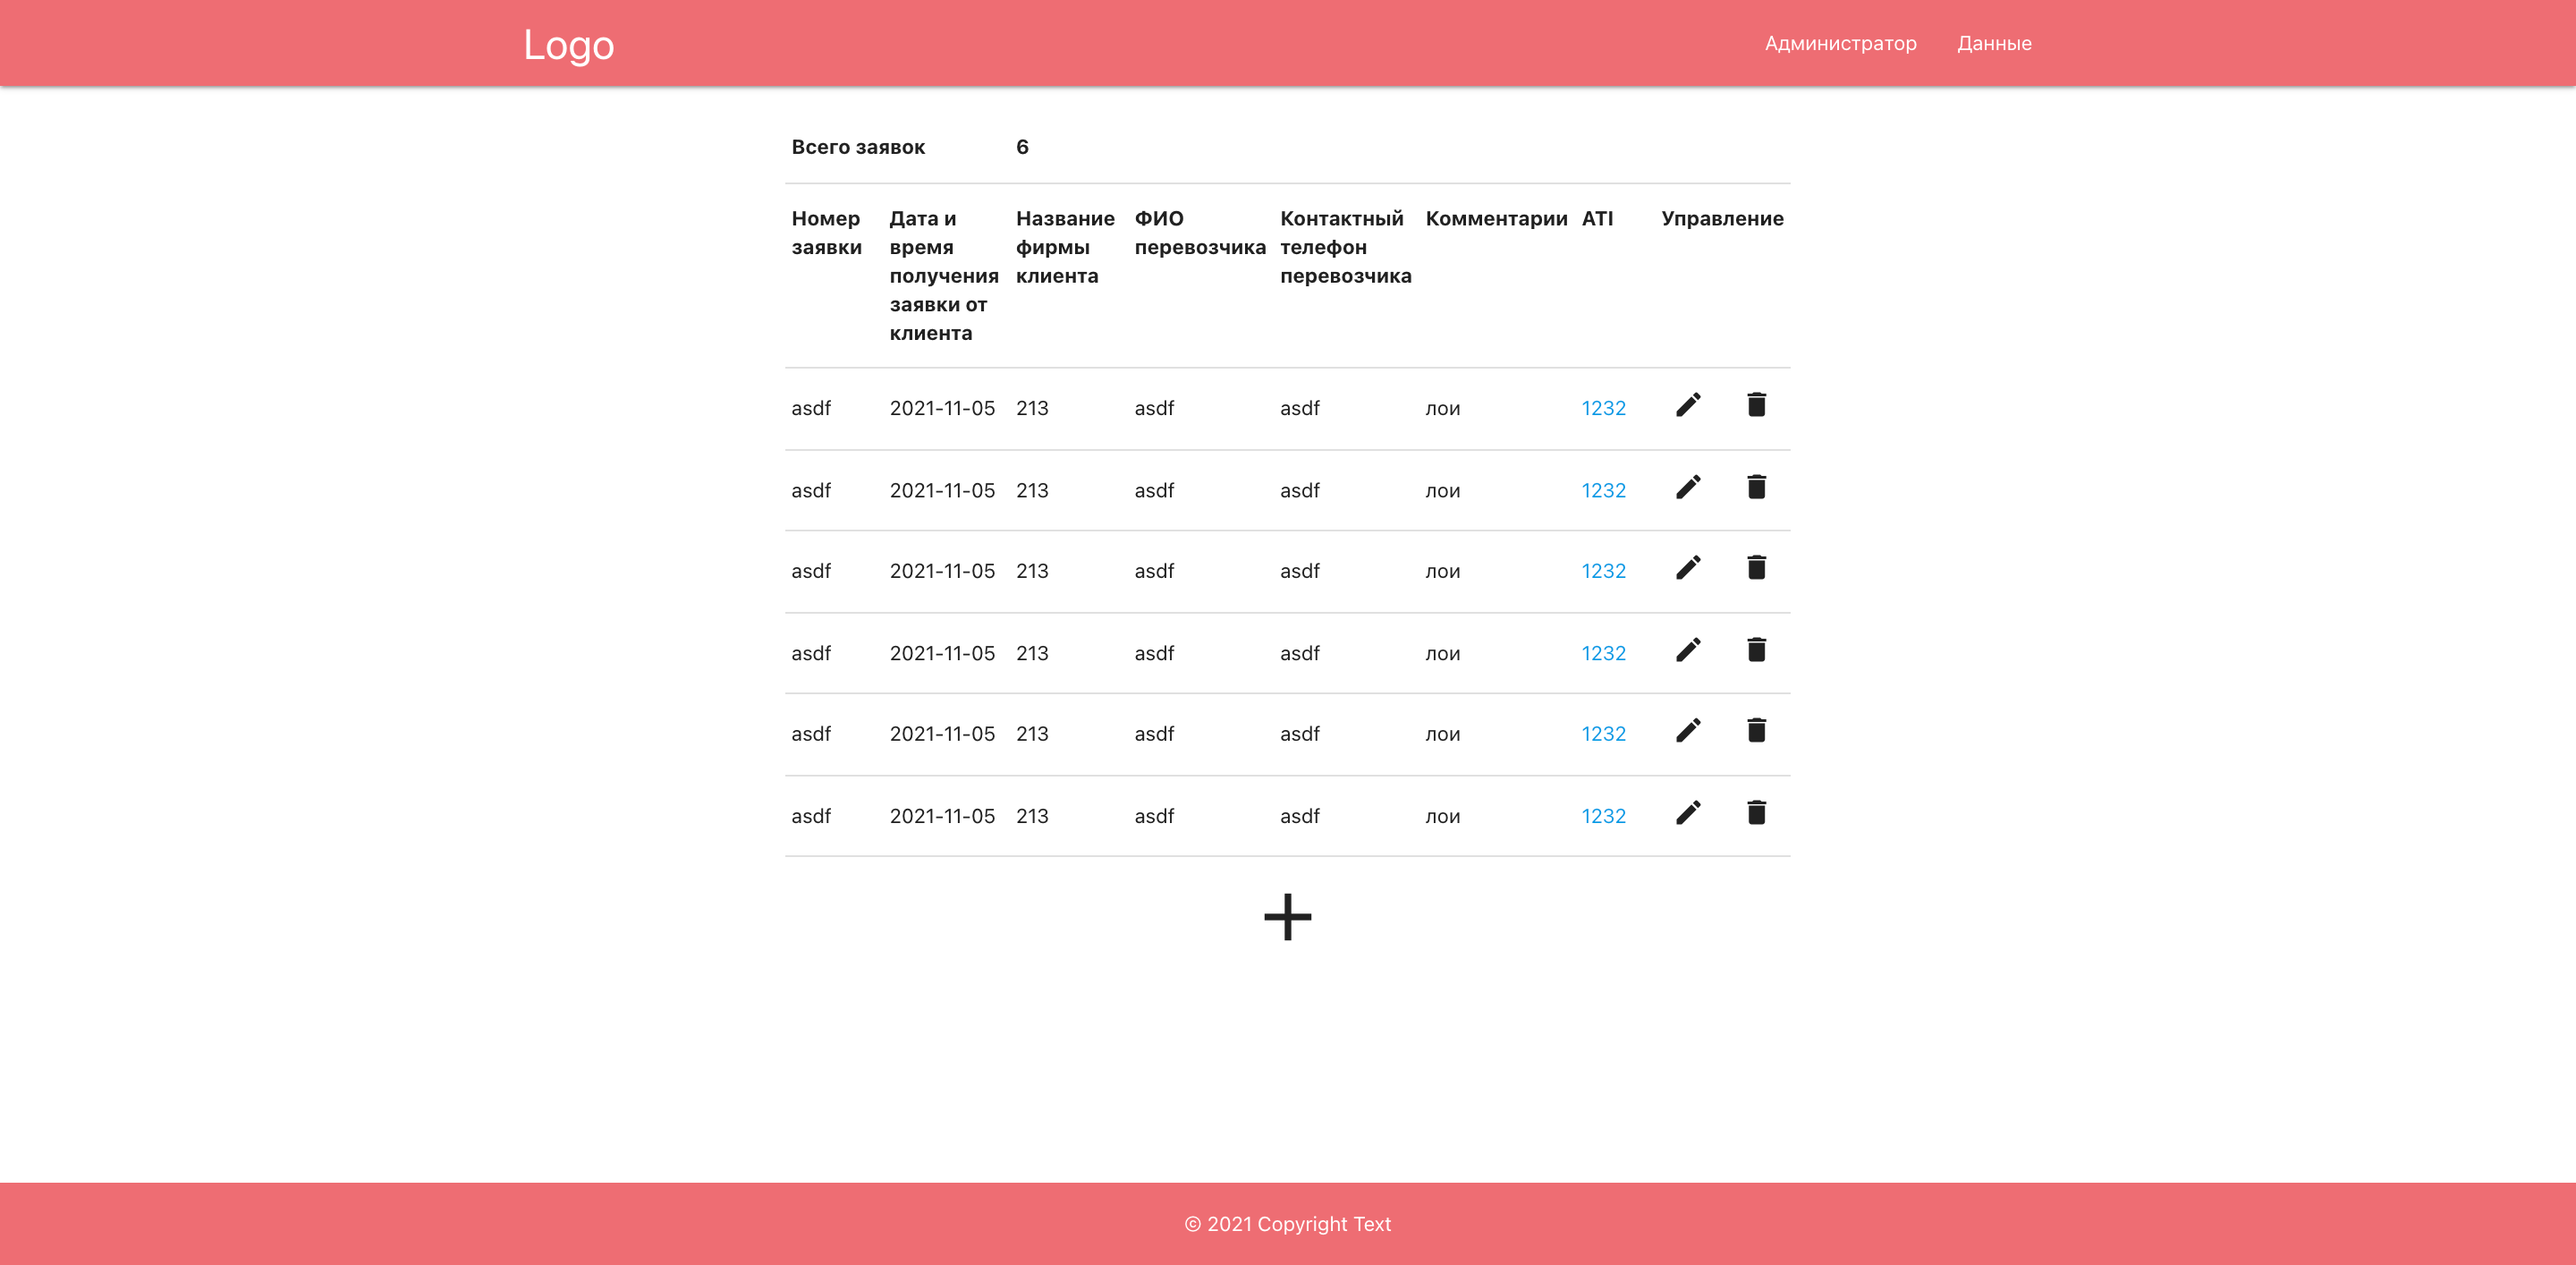 Logo
Администратор Данные
Всего заявок 6
Номер заявки
Дата и время получения заявки от клиента
Название фирмы клиента
ФИО перевозчика
Контактный телефон перевозчика
Комментарии
ATI
Управление
asdf 2021-11-05 213 asdf asdf лои 1232
asdf 2021-11-05 213 asdf asdf лои 1232
asdf 2021-11-05 213 asdf asdf лои 1232
asdf 2021-11-05 213 asdf asdf лои 1232
asdf 2021-11-05 213 asdf asdf лои 1232
asdf 2021-11-05 213 asdf asdf лои 1232
© 2021 Copyright Text